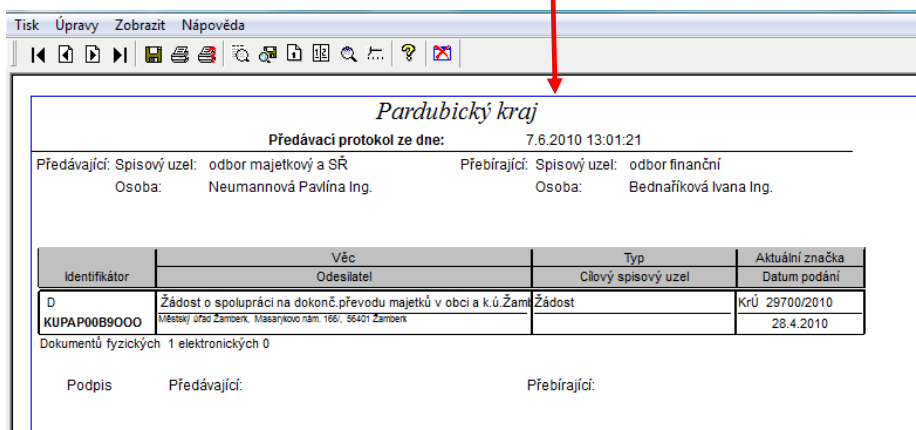 Tisk Úpravy Zobrazit Nápověda
Pardubický kraj
Předávací protokol ze dne: 7.6.2010 13:01:21
Předávající: Spisový uzel: odbor majetkový a SŘ Přebírající: Spisový uzel: odbor finanční
Osoba: Neumannová Pavlína Ing. Osoba: Bednaříková Ivana Ing.
Věc Typ Aktuální značka
Identifikátor Odesilatel Cílový spisový uzel Datum podání
D Žádost o spolupráci na dokonč.převodu majetků v obci a k.ú.Žamb Žádost KrÚ 29700/2010
KUPAP00B9OOO Městský úřad Žamberk, Masarykovo nám. 166/, 56401 Žamberk 28.4.2010
Dokumentů fyzických 1 elektronických 0
Podpis Předávající: Přebírající: